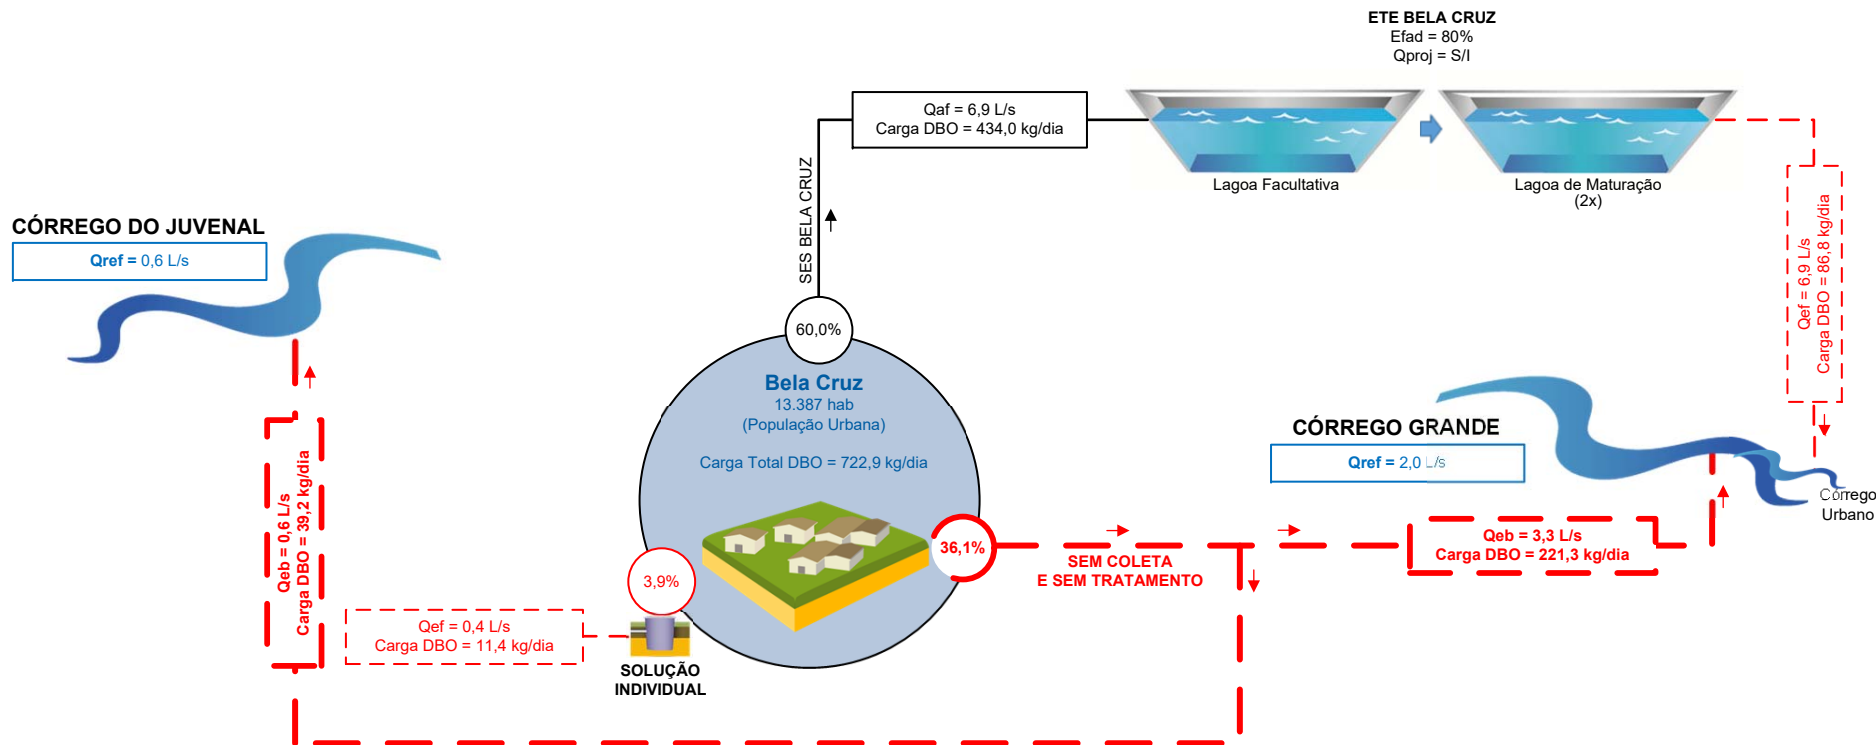 ETE BELA CRUZ
Efad = 80%
Qproj = S/I
Qaf = 6,9 L/s
Carga DBO = 434,0 kg/dia
Lagoa Facultativa
Lagoa de Maturação
(2x)
SES BELA CRUZ
Qef = 6,9 L/s
Carga DBO = 86,8 kg/dia
CÓRREGO DO JUVENAL
Qref = 0,6 L/s
60,0%
Bela Cruz
13.387 hab
(População Urbana)
Carga Total DBO = 722,9 kg/dia
CÓRREGO GRANDE
Qref = 2,0 L/s
Córrego
Urbano
Qeb = 0,6 L/s
Carga DBO = 39,2 kg/dia
36,1%
SEM COLETA
E SEM TRATAMENTO
Qeb = 3,3 L/s
Carga DBO = 221,3 kg/dia
3,9%
Qef = 0,4 L/s
Carga DBO = 11,4 kg/dia
SOLUÇÃO
INDIVIDUAL